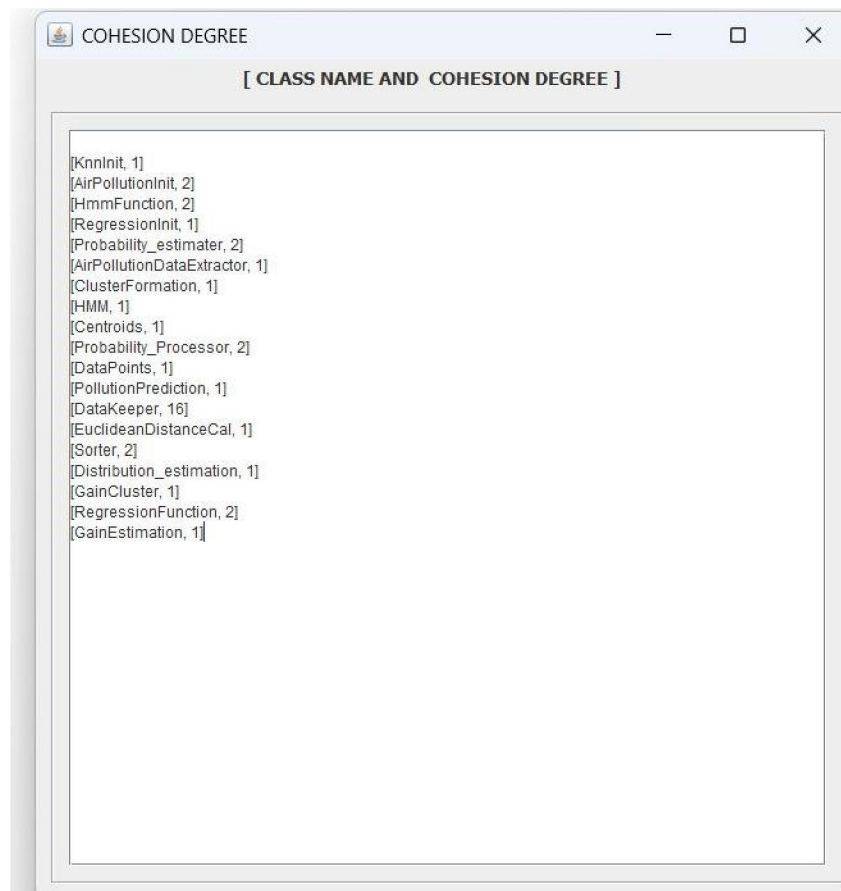 COHESION DEGREE
[ CLASS NAME AND COHESION DEGREE ]
[KnnInit, 1]
[AirPollutionInit, 2]
[HmmFunction, 2]
[RegressionInit, 1]
[Probability_estimater, 2]
[AirPollutionDataExtractor, 1]
[ClusterFormation, 1]
[HMM, 1]
[Centroids, 1]
[Probability_Processor, 2]
[DataPoints, 1]
[PollutionPrediction, 1]
[DataKeeper, 16]
[EuclideanDistanceCal, 1]
[Sorter, 2]
[Distribution_estimation, 1]
[GainCluster, 1]
[RegressionFunction, 2]
[GainEstimation, 1]